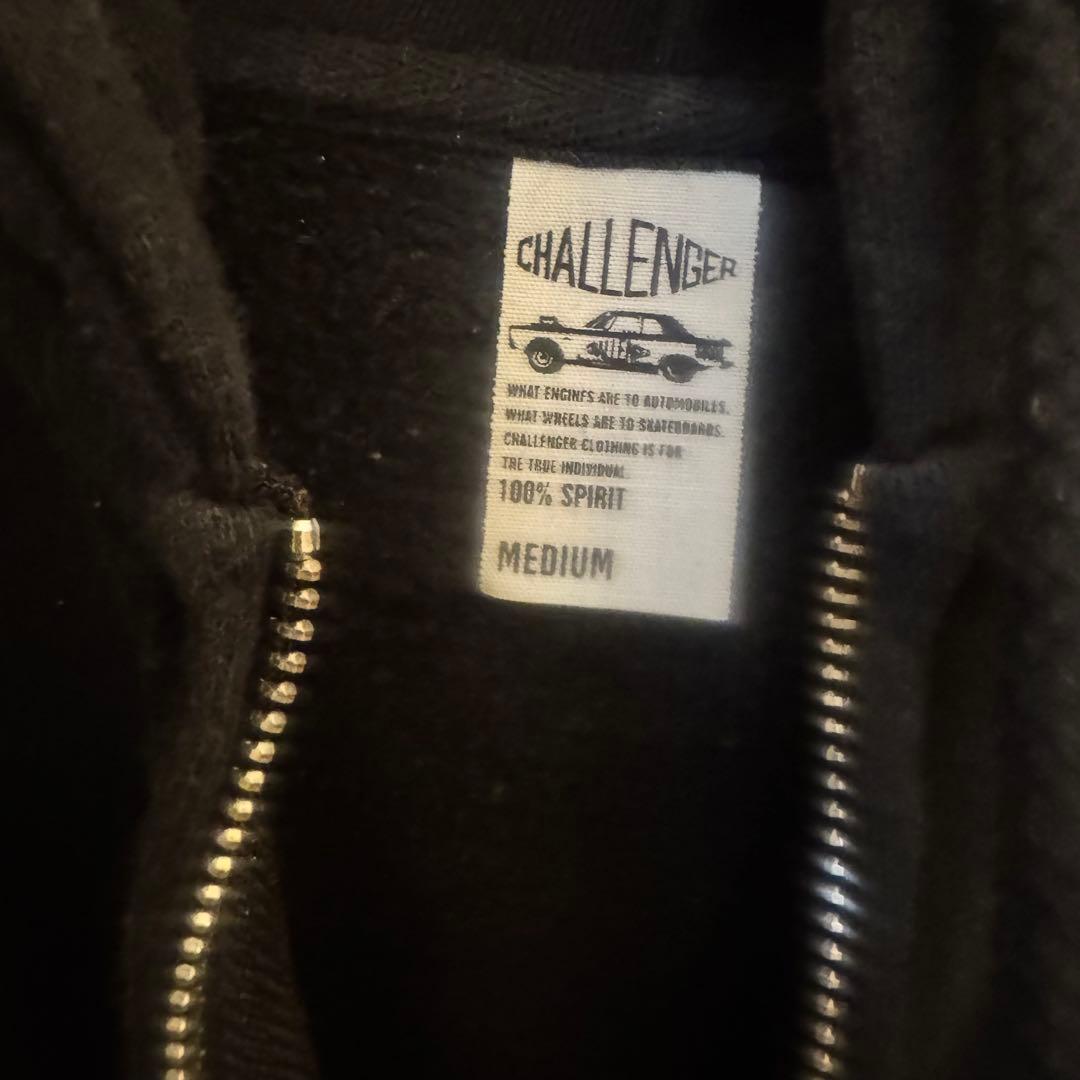 CHALLENGER
WHAT ENGINES ARE TO AUTOMOBILES.
WHAT WHEELS ARE TO SKATEBOARDS.
CHALLENGER CLOTHING IS FOR
THE TRUE INDIVIDUAL
100% SPIRIT
MEDIUM